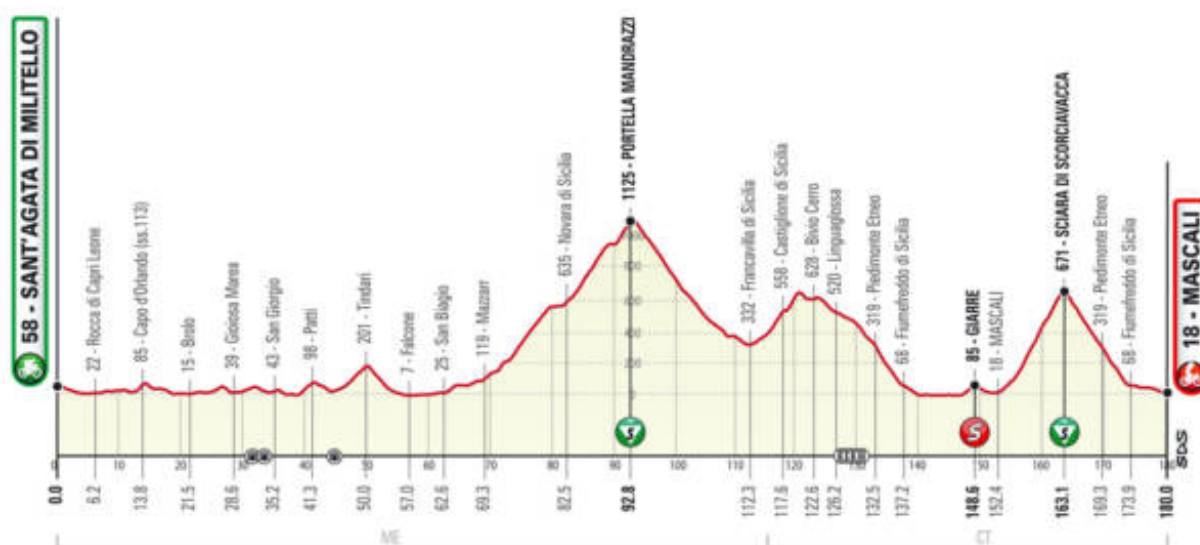 58 - SANT'AGATA DI MILITELLO
22 - Rocca di Capri Leone
85 - Capo d'Orlando (ss.113)
15 - Brolo
39 - Gioiosa Marea
43 - San Giorgio
98 - Patti
201 - Tindari
7 - Falcone
25 - San Biagio
119 - Mazzarr
635 - Novara di Sicilia
1125 - PORTELLA MANDRAZZI
332 - Francavilla di Sicilia
558 - Castiglione di Sicilia
628 - Bivio Cerro
520 - Linguaglossa
319 - Piedimonte Etneo
68 - Fiumefreddo di Sicilia
85 - GIARRE
18 - MASCALI
671 - SCIARA DI SCORCIAVACCA
319 - Piedimonte Etneo
68 - Fiumefreddo di Sicilia
18 - MASCALI
800
600
400
200
0
S
SDS
0 10 20 30 40 50 60 70 80 90 100 110 120 130 140 150 160 170 180
0.0 6.2 13.8 21.5 28.6 35.2 41.3 50.0 57.0 62.6 69.3 82.5 92.8 112.3 117.6 122.6 126.2 132.5 137.2 148.6 152.4 163.1 169.3 173.9 180.0
ME CT